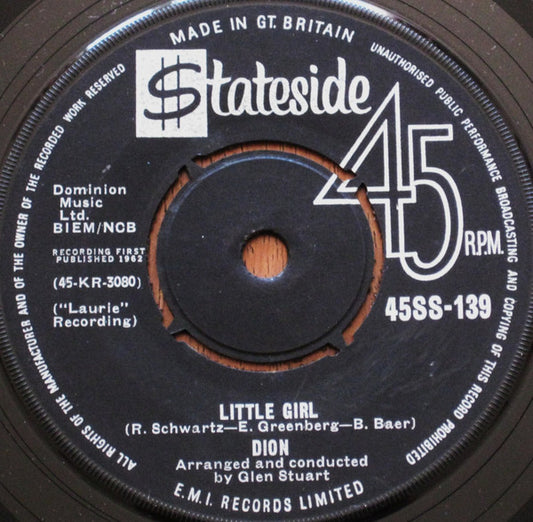 MADE IN GT. BRITAIN
UNAUTHORISED PUBLIC PERFORMANCE BROADCASTING AND COPYING OF THIS RECORD PROHIBITED
ALL RIGHTS OF THE MANUFACTURER AND OF THE OWNER OF THE RECORDED WORK RESERVED
$tateside
45
R.P.M.
Dominion
Music
Ltd.
BIEM/NCB
RECORDING FIRST
PUBLISHED 1962
(45-KR-3080)
("Laurie"
Recording)
45SS-139
LITTLE GIRL
(R. Schwartz—E. Greenberg—B. Baer)
DION
Arranged and conducted
by Glen Stuart
E.M.I. RECORDS LIMITED